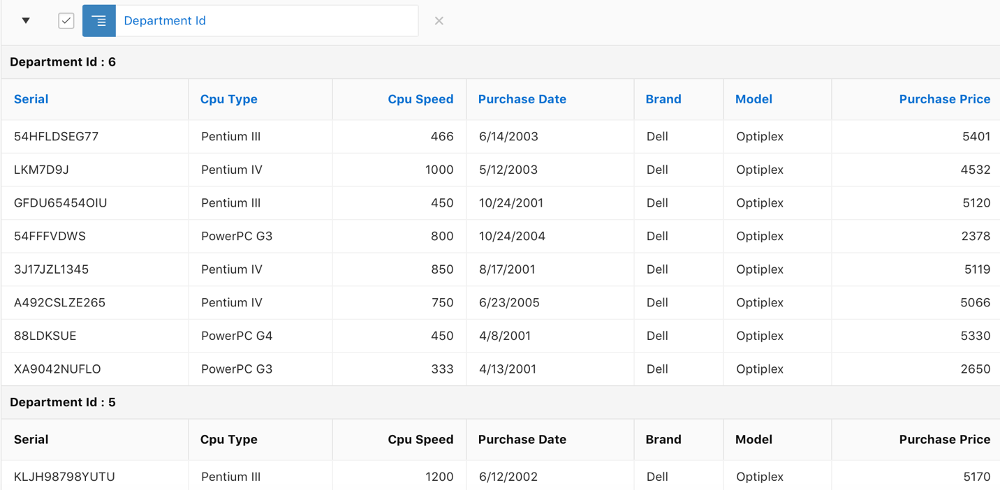 Department Id
Department Id : 6
Serial Cpu Type Cpu Speed Purchase Date Brand Model Purchase Price
54HFLDSEG77 Pentium III 466 6/14/2003 Dell Optiplex 5401
LKM7D9J Pentium IV 1000 5/12/2003 Dell Optiplex 4532
GFDU65454OIU Pentium III 450 10/24/2001 Dell Optiplex 5120
54FFFVDWS PowerPC G3 800 10/24/2004 Dell Optiplex 2378
3J17JZL1345 Pentium IV 850 8/17/2001 Dell Optiplex 5119
A492CSLZE265 Pentium IV 750 6/23/2005 Dell Optiplex 5066
88LDKSUE PowerPC G4 450 4/8/2001 Dell Optiplex 5330
XA9042NUFLO PowerPC G3 333 4/13/2001 Dell Optiplex 2650
Department Id : 5
Serial Cpu Type Cpu Speed Purchase Date Brand Model Purchase Price
KLJH98798YUTU Pentium III 1200 6/12/2002 Dell Optiplex 5170